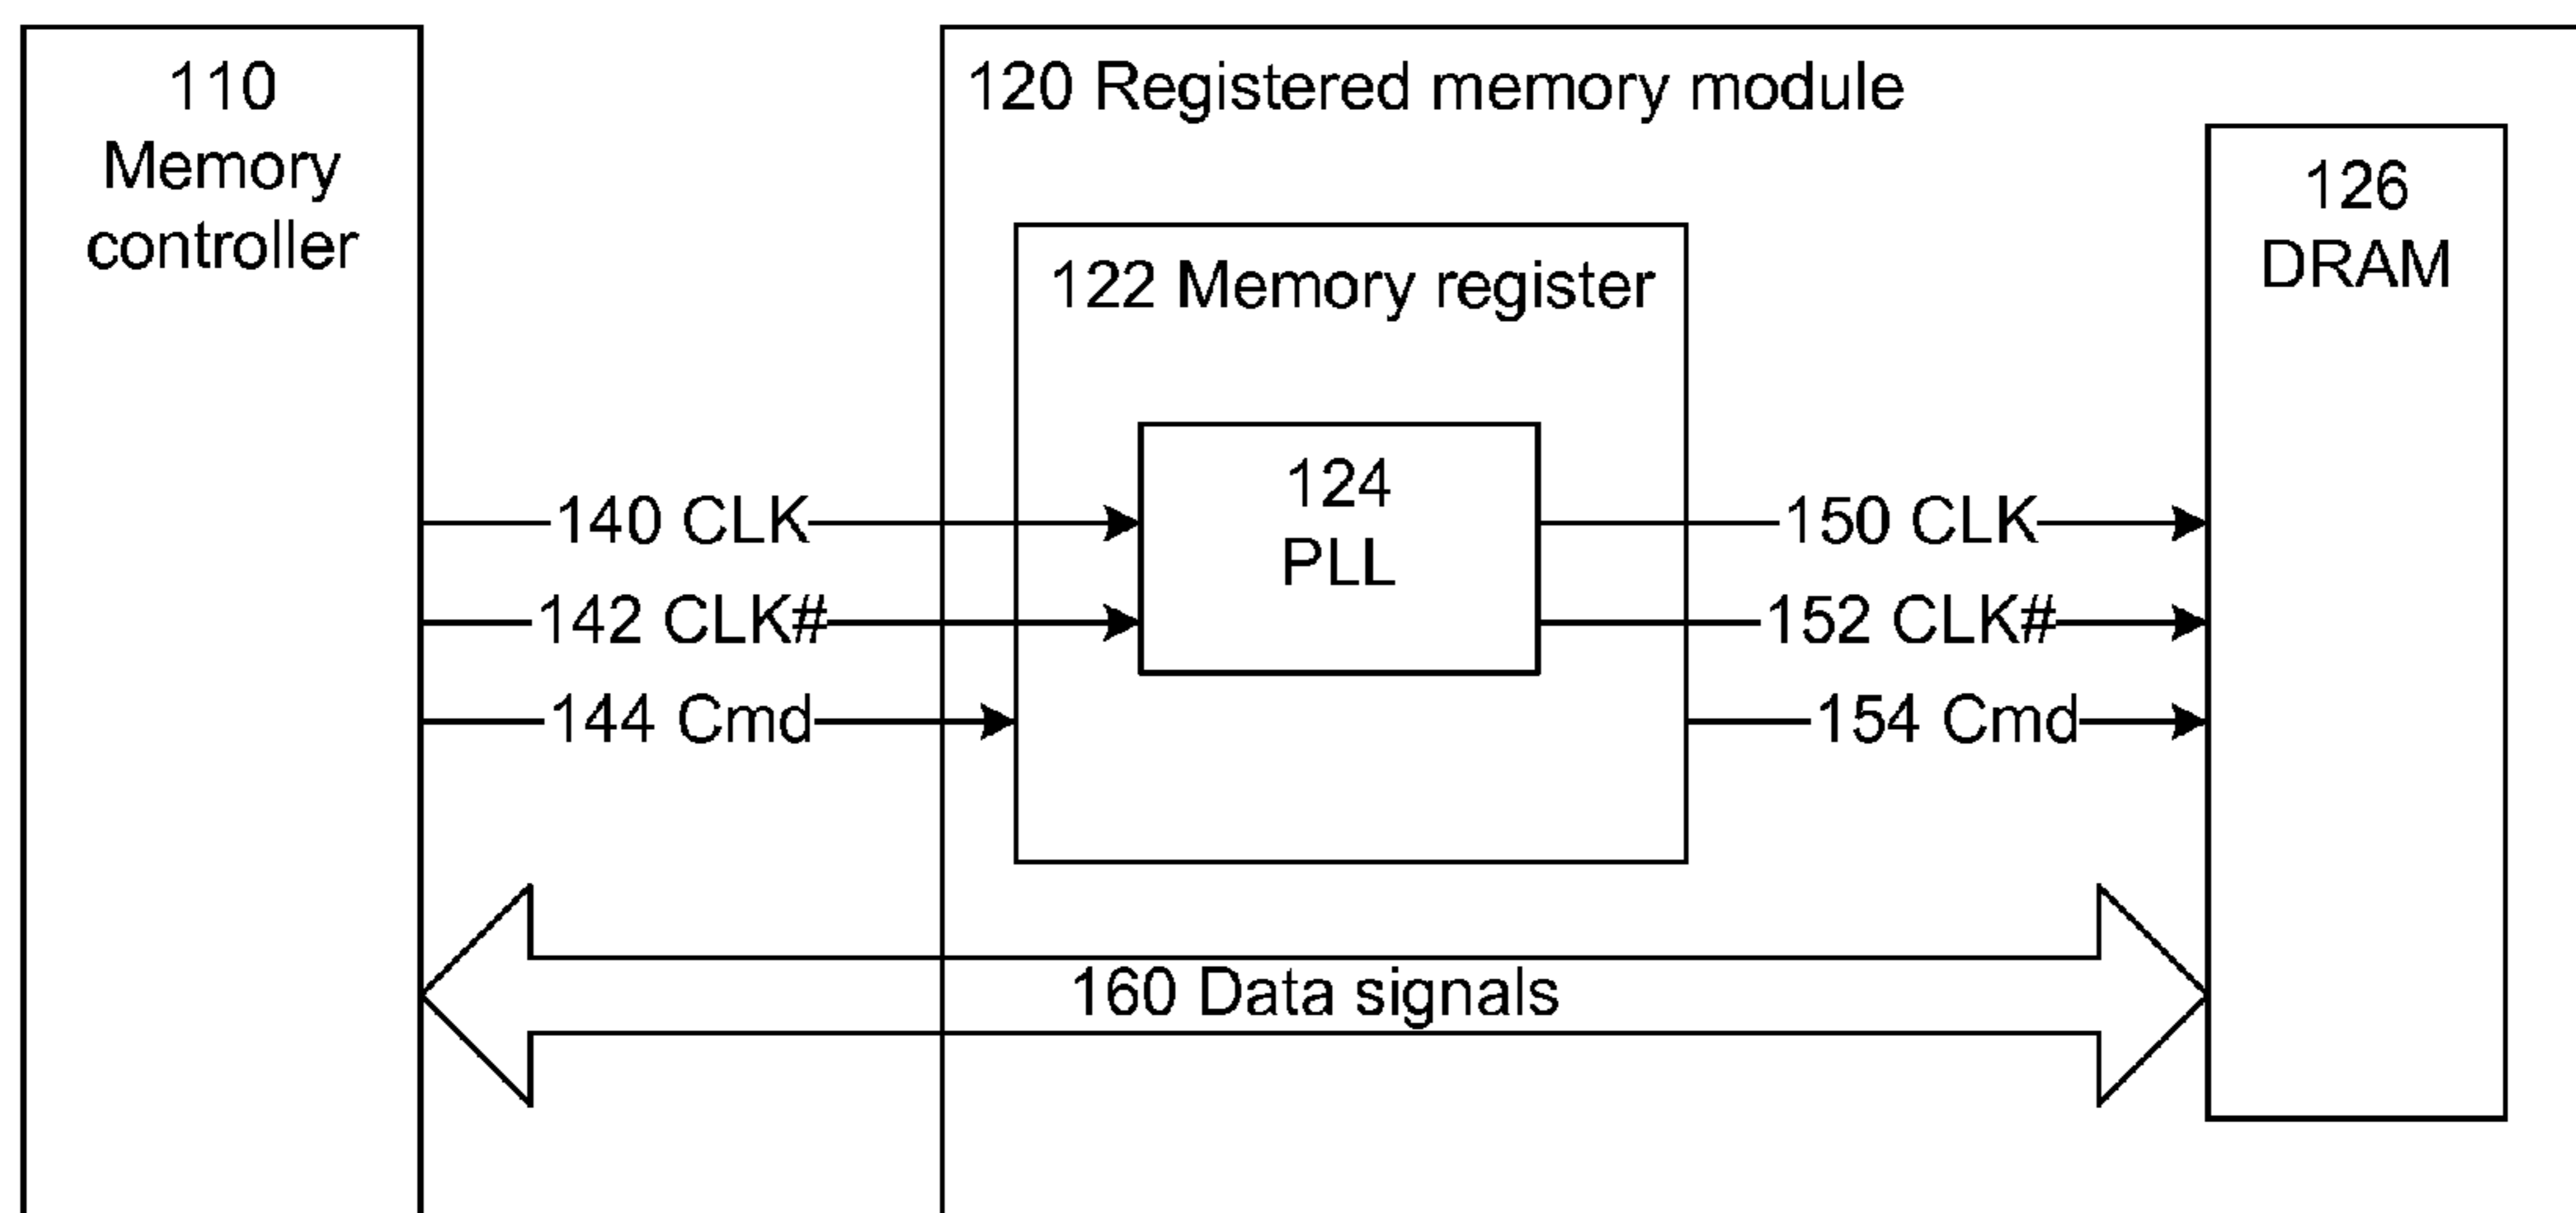 110
Memory
controller
120 Registered memory module
122 Memory register
124
PLL
126
DRAM
140 CLK
142 CLK#
144 Cmd
150 CLK
152 CLK#
154 Cmd
160 Data signals